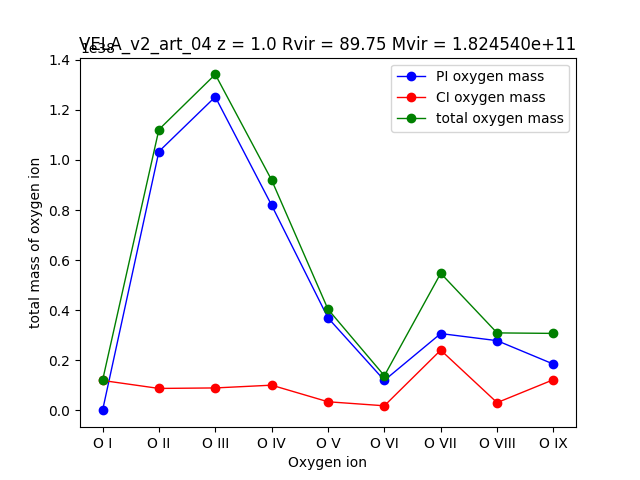 VELA_v2_art_04 z = 1.0 Rvir = 89.75 Mvir = 1.824540e+11
1e38
1.4
1.2
1.0
0.8
0.6
0.4
0.2
0.0
total mass of oxygen ion
PI oxygen mass
CI oxygen mass
total oxygen mass
O I O II O III O IV O V O VI O VII O VIII O IX
Oxygen ion